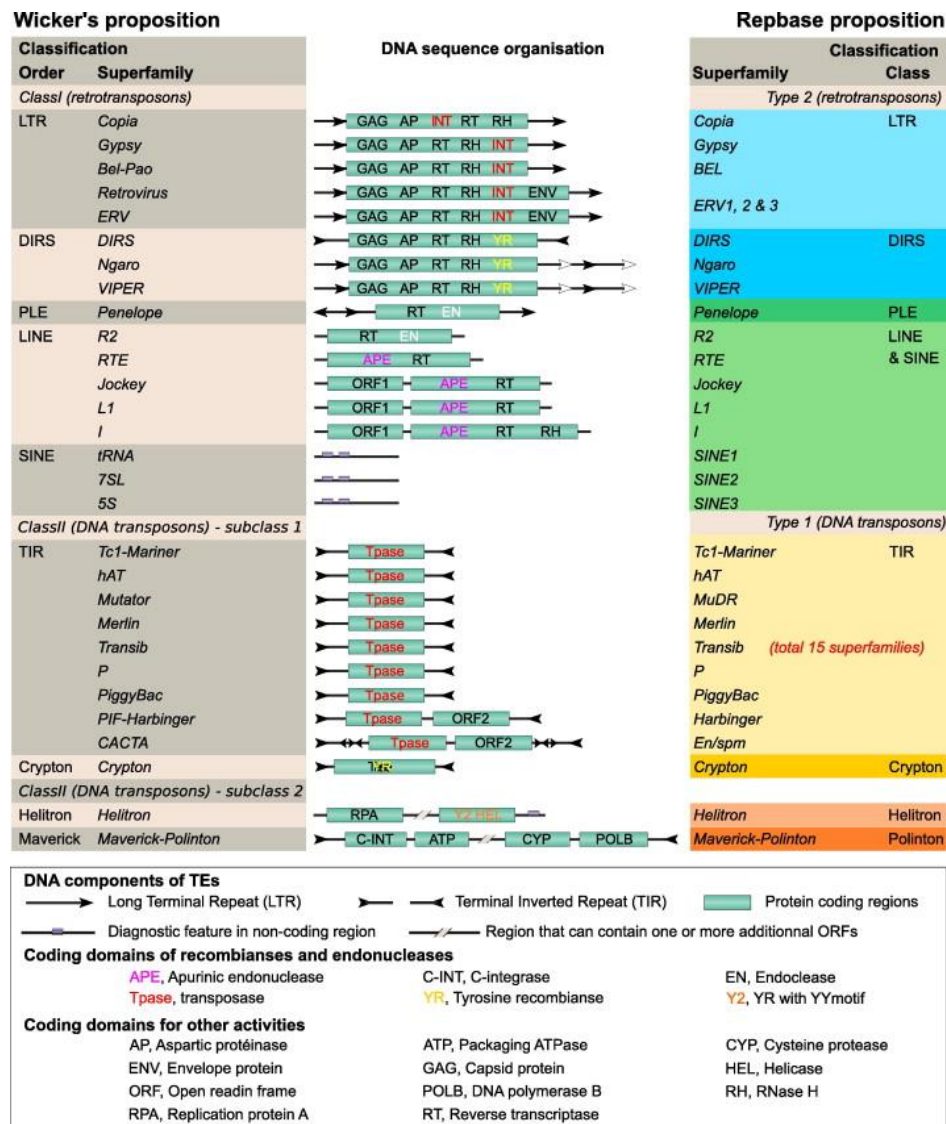 Wicker's proposition Repbase proposition
Classification DNA sequence organisation Classification
Order Superfamily Superfamily Class
ClassI (retrotransposons) Type 2 (retrotransposons)
LTR Copia GAG AP INT RT RH Copia LTR
Gypsy GAG AP RT RH INT Gypsy
Bel-Pao GAG AP RT RH INT BEL
Retrovirus GAG AP RT RH INT ENV
ERV1, 2 & 3
ERV GAG AP RT RH INT ENV
DIRS DIRS GAG AP RT RH YR DIRS DIRS
Ngaro GAG AP RT RH YR Ngaro
VIPER GAG AP RT RH YR VIPER
PLE Penelope RT EN Penelope PLE
LINE R2 RT EN R2 LINE
RTE APE RT RTE & SINE
Jockey ORF1 APE RT Jockey
L1 ORF1 APE RT L1
I ORF1 APE RT RH I
SINE tRNA SINE1
7SL SINE2
5S SINE3
ClassII (DNA transposons) - subclass 1 Type 1 (DNA transposons)
TIR Tc1-Mariner Tpase Tc1-Mariner TIR
hAT Tpase hAT
Mutator Tpase MuDR
Merlin Tpase Merlin
Transib Tpase Transib (total 15 superfamilies)
P Tpase P
PiggyBac Tpase PiggyBac
PIF-Harbinger Tpase ORF2 Harbinger
CACTA Tpase ORF2 En/spm
Crypton Crypton YR Crypton Crypton
ClassII (DNA transposons) - subclass 2
Helitron Helitron RPA Y2 HEL Helitron Helitron
Maverick Maverick-Polinton C-INT ATP CYP POLB Maverick-Polinton Polinton
DNA components of TEs
Long Terminal Repeat (LTR) Terminal Inverted Repeat (TIR) Protein coding regions
Diagnostic feature in non-coding region Region that can contain one or more additionnal ORFs
Coding domains of recombianses and endonucleases
APE, Apurinic endonuclease C-INT, C-integrase EN, Endoclease
Tpase, transposase YR, Tyrosine recombianse Y2, YR with YYmotif
Coding domains for other activities
AP, Aspartic protéinase ATP, Packaging ATPase CYP, Cysteine protease
ENV, Envelope protein GAG, Capsid protein HEL, Helicase
ORF, Open readin frame POLB, DNA polymerase B RH, RNase H
RPA, Replication protein A RT, Reverse transcriptase